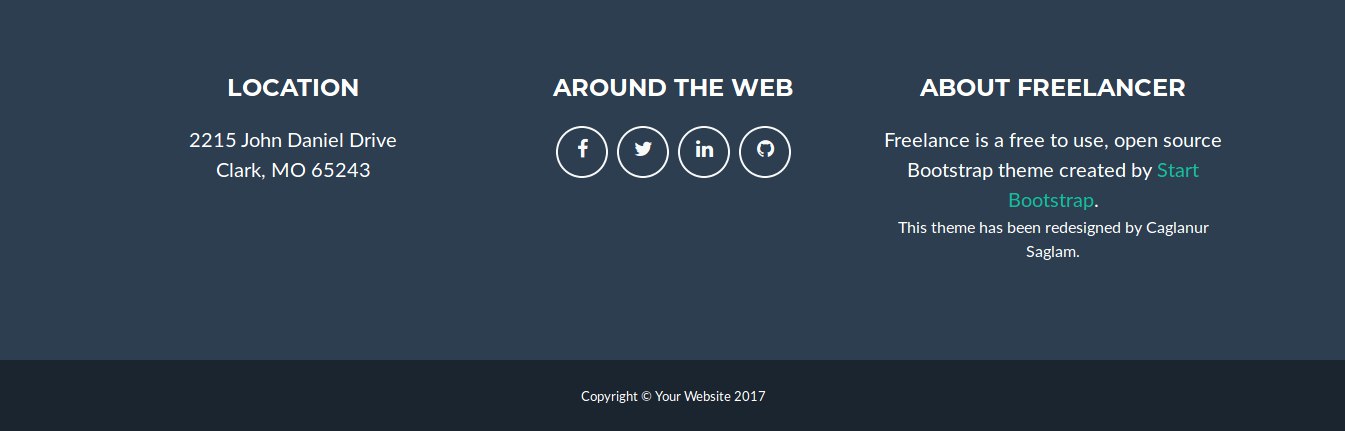 LOCATION
2215 John Daniel Drive
Clark, MO 65243
AROUND THE WEB
ABOUT FREELANCER
Freelance is a free to use, open source
Bootstrap theme created by Start
Bootstrap.
This theme has been redesigned by Caglanur
Saglam.
Copyright © Your Website 2017